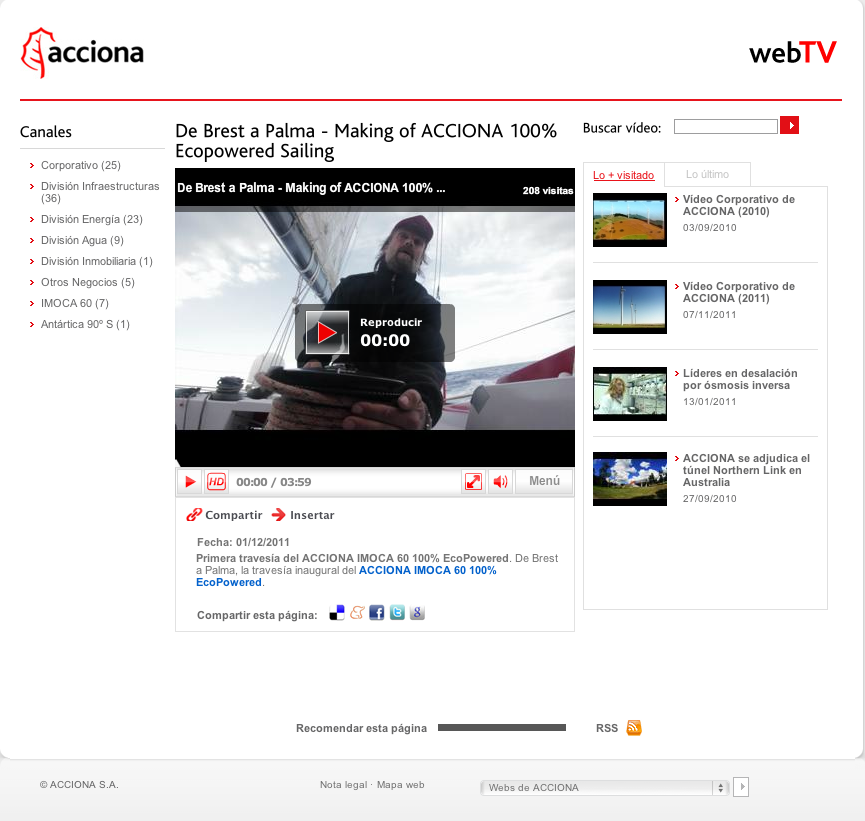 acciona
webTV
Canales
Corporativo (25)
División Infraestructuras
(36)
División Energía (23)
División Agua (9)
División Inmobiliaria (1)
Otros Negocios (5)
IMOCA 60 (7)
Antártica 90º S (1)
De Brest a Palma - Making of ACCIONA 100%
Ecopowered Sailing
De Brest a Palma - Making of ACCIONA 100% ...
208 visitas
Reproducir
00:00
HD
00:00 / 03:59
Menú
Compartir
Insertar
Fecha: 01/12/2011
Primera travesía del ACCIONA IMOCA 60 100% EcoPowered. De Brest
a Palma, la travesía inaugural del ACCIONA IMOCA 60 100%
EcoPowered.
Compartir esta página:
Buscar vídeo:
Lo + visitado
Lo último
Vídeo Corporativo de
ACCIONA (2010)
03/09/2010
Vídeo Corporativo de
ACCIONA (2011)
07/11/2011
Líderes en desalación
por ósmosis inversa
13/01/2011
ACCIONA se adjudica el
túnel Northern Link en
Australia
27/09/2010
Recomendar esta página
RSS
© ACCIONA S.A.
Nota legal · Mapa web
Webs de ACCIONA